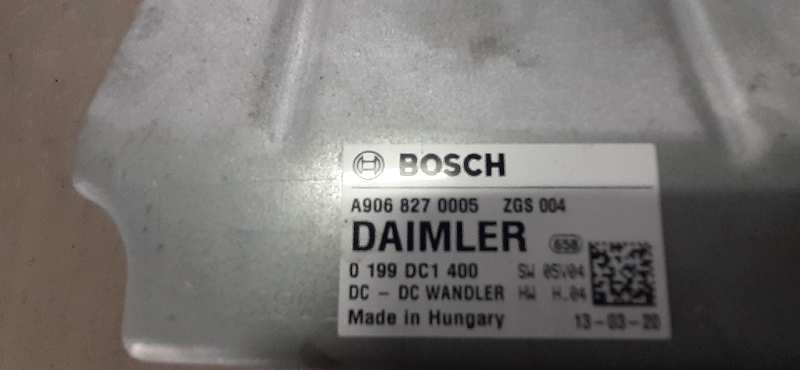 BOSCH
A906 827 0005 ZGS 004
DAIMLER 658
0 199 DC1 400 SW 05V04
DC - DC WANDLER HW H.04
Made in Hungary 13-03-20